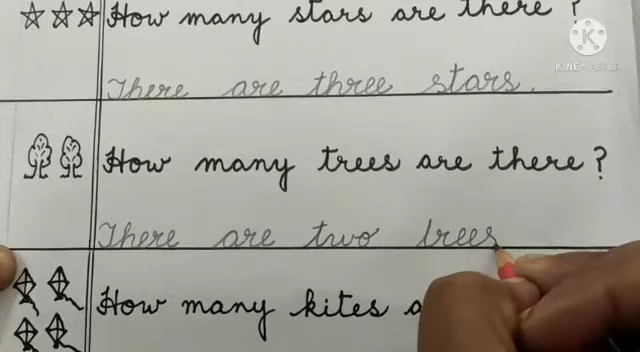 How many stars are there ?
KINEMASTER
There are three stars.
How many trees are there?
There are two trees
How many kites a